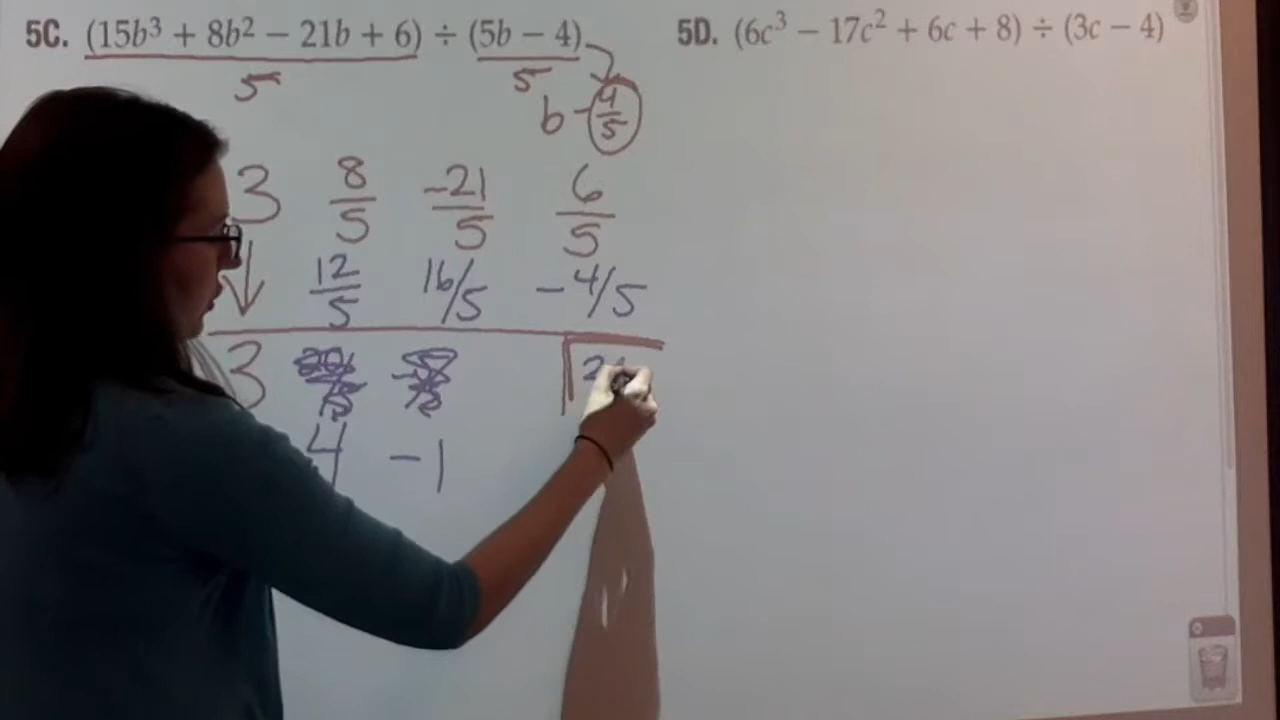 5C. (15b³ + 8b² − 21b + 6) ÷ (5b − 4)
5 5
b - 4/5
3 8/5 -21/5 6/5
12/5 16/5 -4/5
3
4 -1
5D. (6c³ − 17c² + 6c + 8) ÷ (3c − 4)